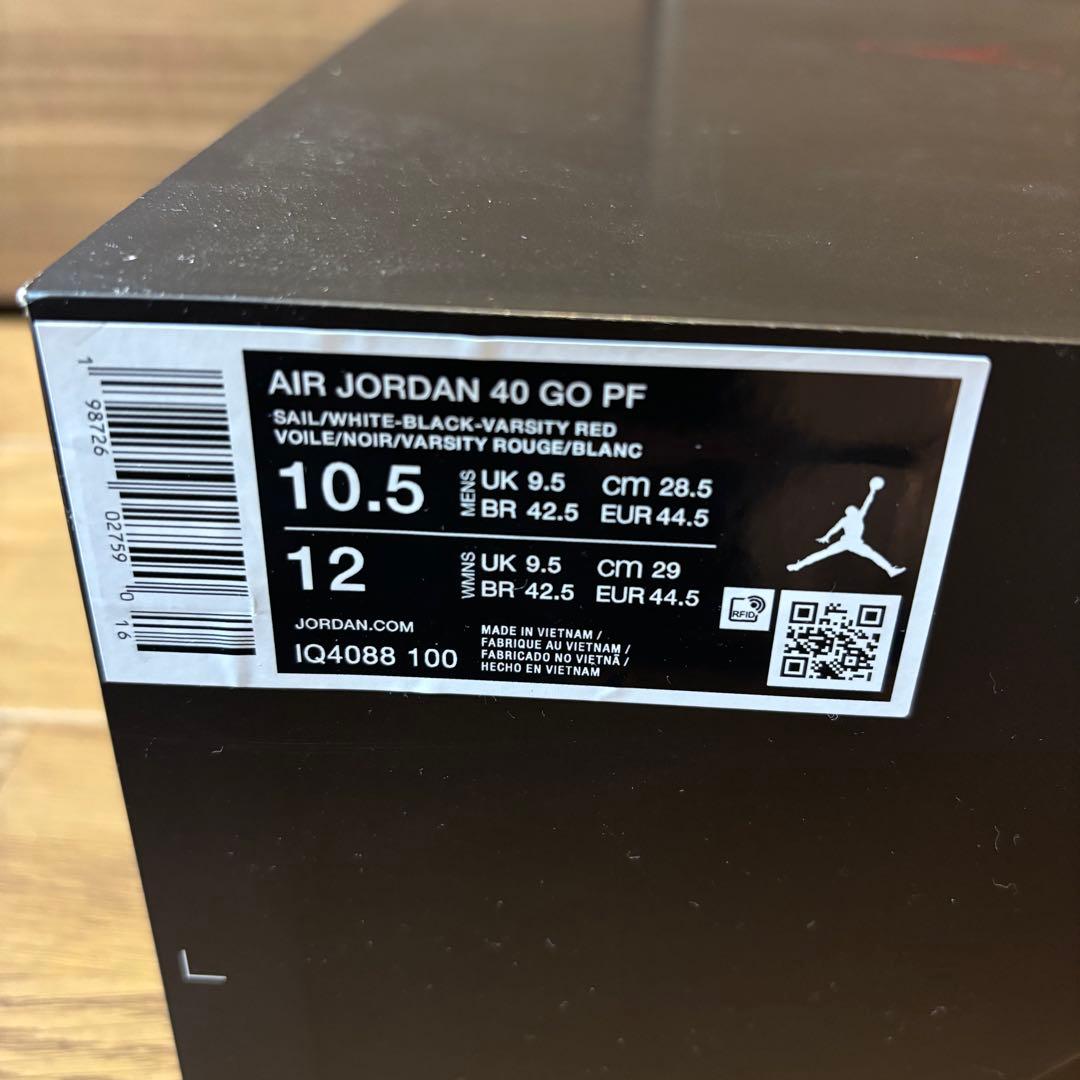 AIR JORDAN 40 GO PF
SAIL/WHITE-BLACK-VARSITY RED
VOILE/NOIR/VARSITY ROUGE/BLANC
10.5 MENS UK 9.5 cm 28.5
BR 42.5 EUR 44.5
12 WMNS UK 9.5 cm 29
BR 42.5 EUR 44.5
RFID
JORDAN.COM
IQ4088 100
MADE IN VIETNAM /
FABRIQUE AU VIETNAM /
FABRICADO NO VIETNÃ /
HECHO EN VIETNAM
1 98726 02759 0 16